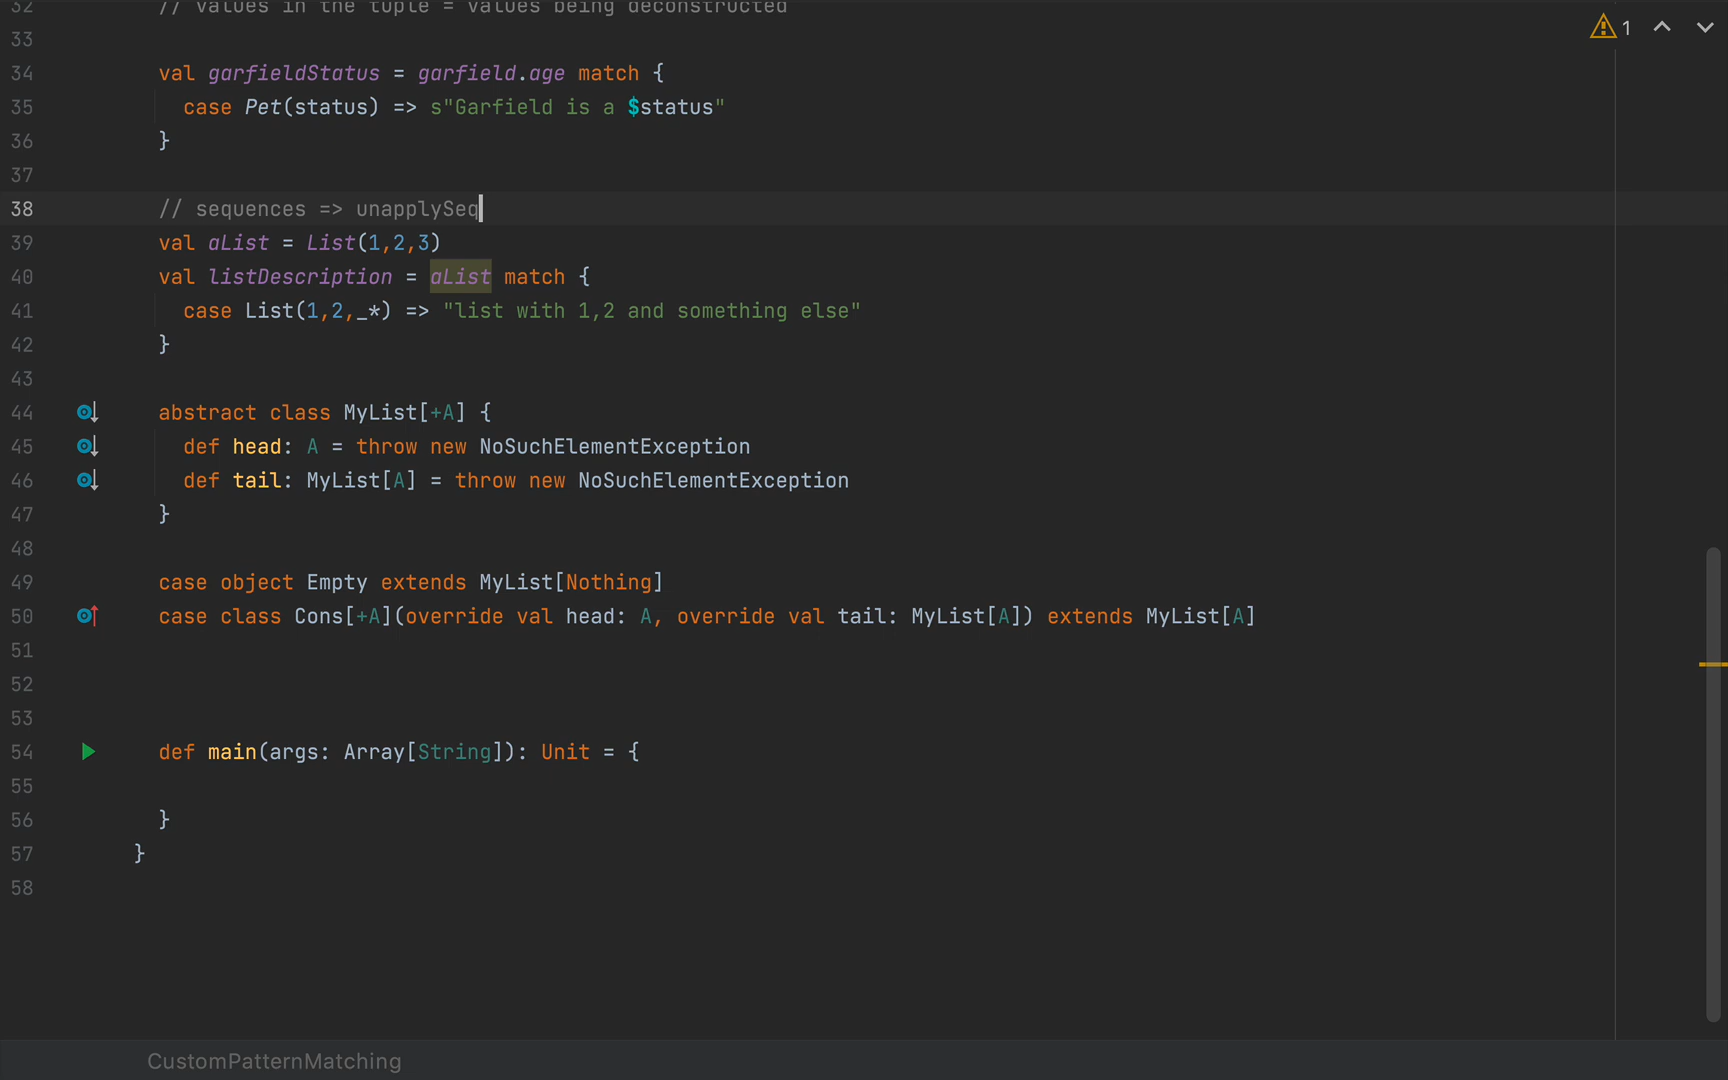 32 // values in the tuple = values being deconstructed
1
33
34 val garfieldStatus = garfield.age match {
35 case Pet(status) => s"Garfield is a $status"
36 }
37
38 // sequences => unapplySeq
39 val aList = List(1,2,3)
40 val listDescription = aList match {
41 case List(1,2,_*) => "list with 1,2 and something else"
42 }
43
44 abstract class MyList[+A] {
45 def head: A = throw new NoSuchElementException
46 def tail: MyList[A] = throw new NoSuchElementException
47 }
48
49 case object Empty extends MyList[Nothing]
50 case class Cons[+A](override val head: A, override val tail: MyList[A]) extends MyList[A]
51
52
53
54 def main(args: Array[String]): Unit = {
55
56 }
57 }
58
CustomPatternMatching